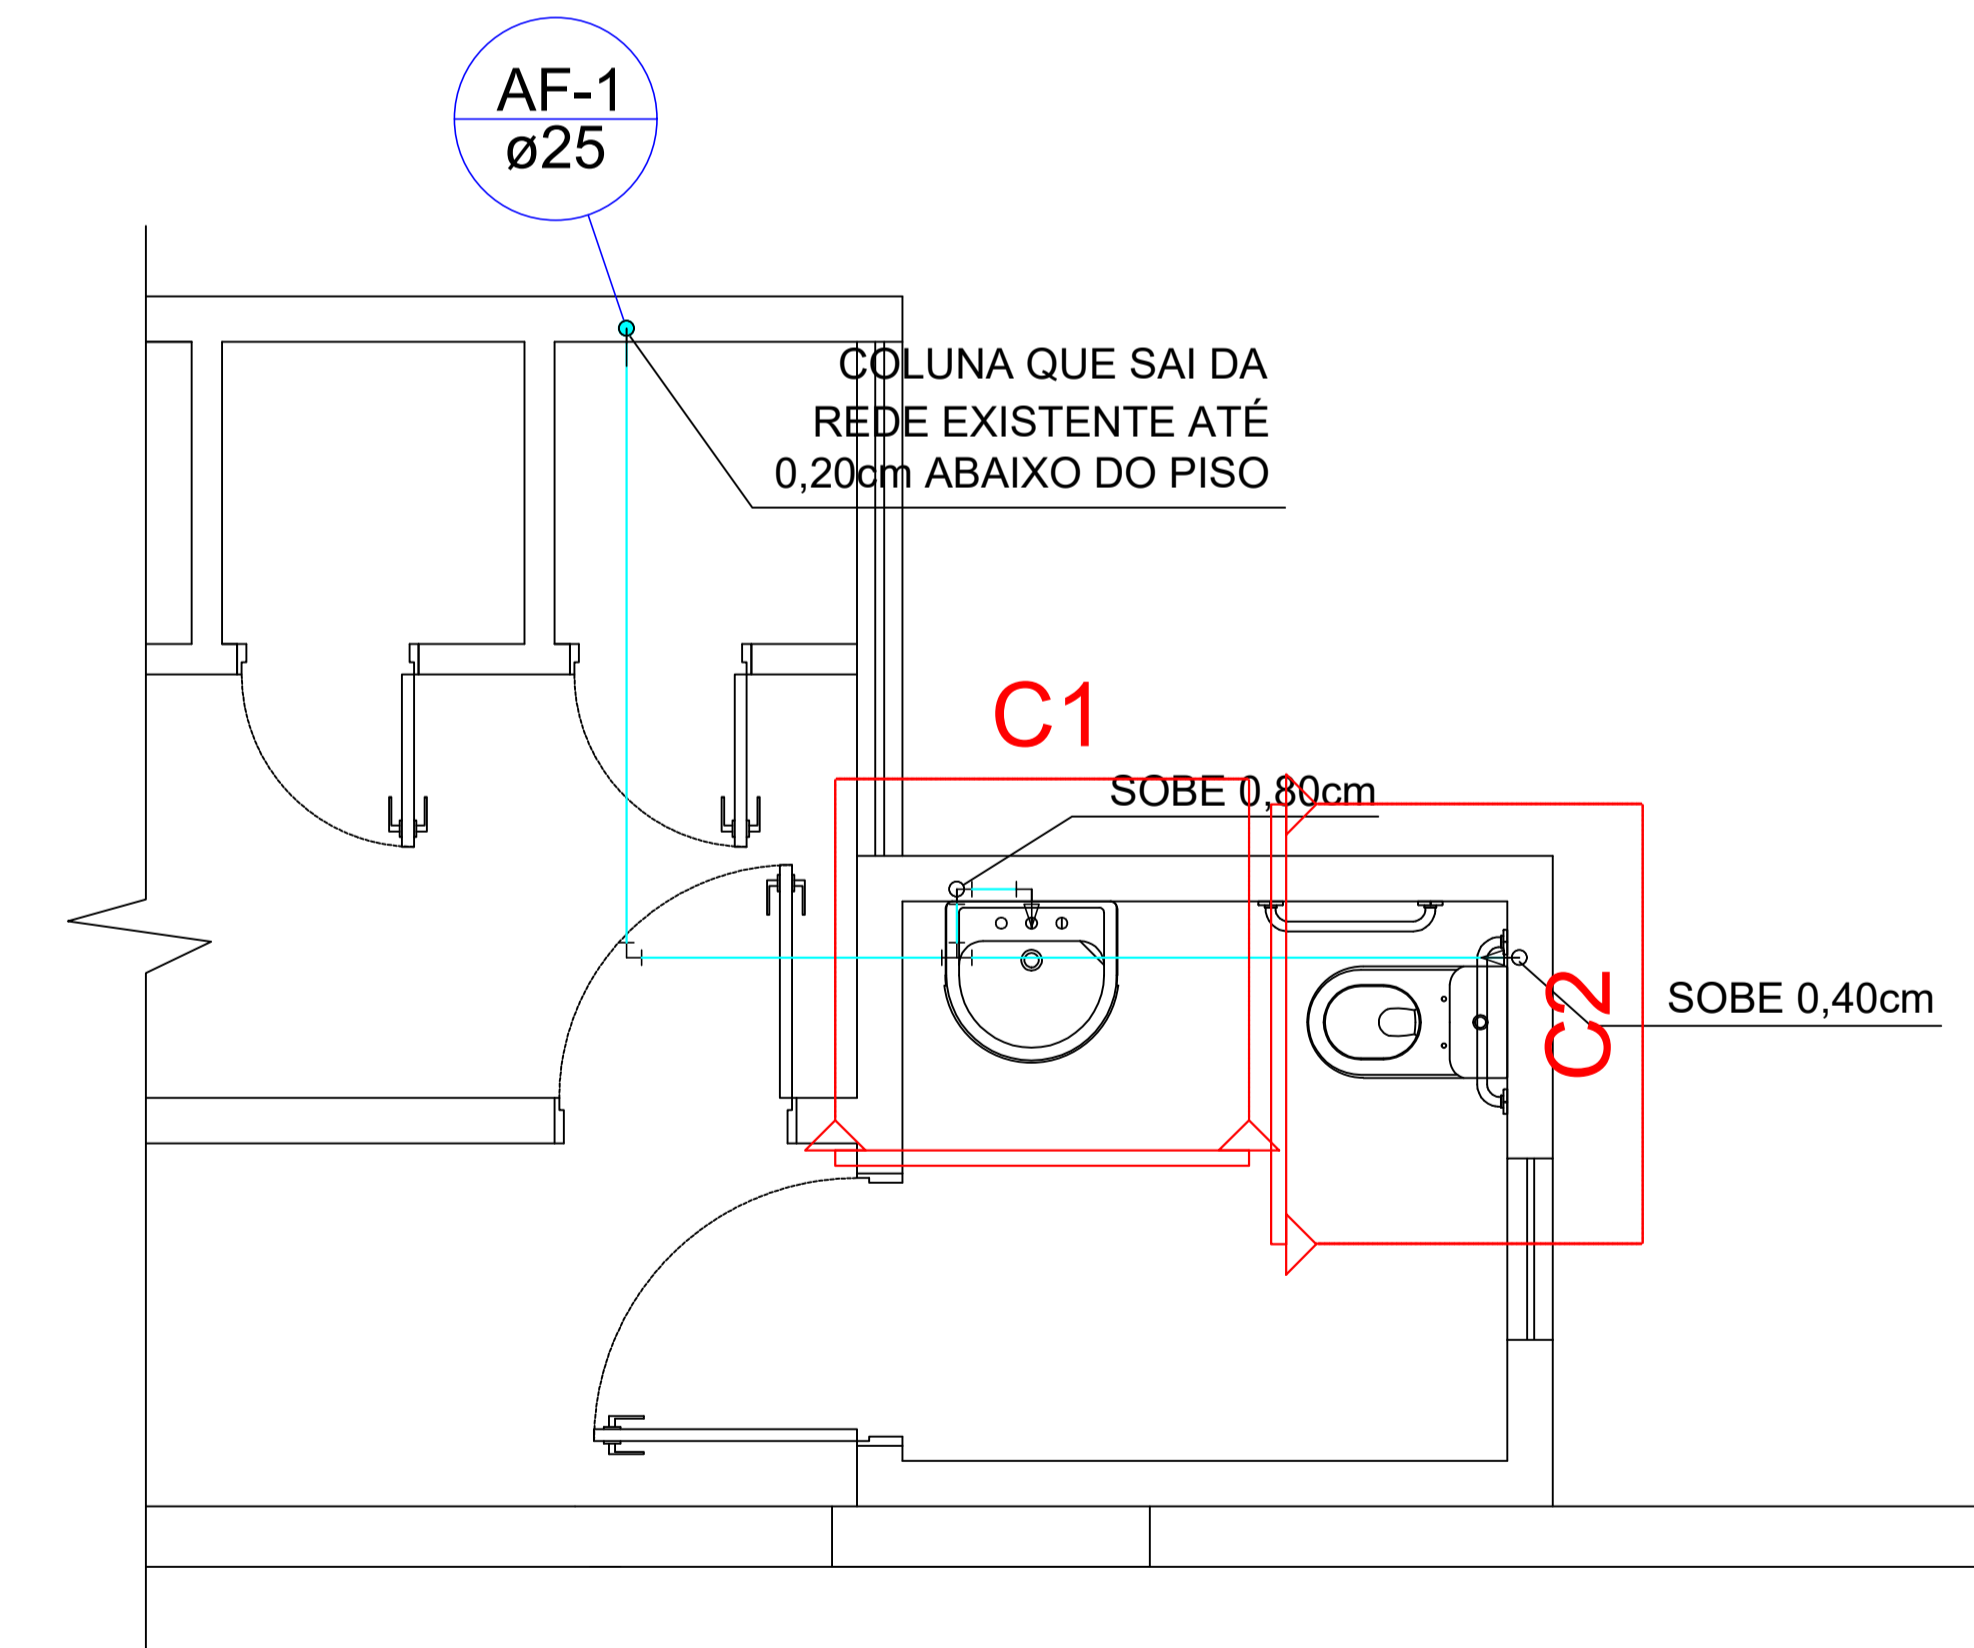 AF-1
ø25
COLUNA QUE SAI DA
REDE EXISTENTE ATÉ
0,20cm ABAIXO DO PISO
C1
SOBE 0,80cm
C2
SOBE 0,40cm